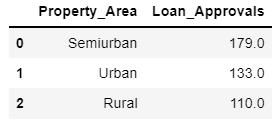 Property_Area Loan_Approvals
0 Semiurban 179.0
1 Urban 133.0
2 Rural 110.0